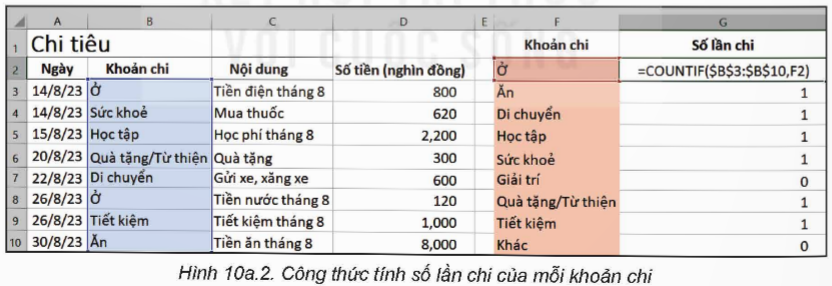 KẾT NỐI TRI THỨC
VỚI CUỘC SỐNG
A B C D E F G
1 Chi tiêu Khoản chi Số lần chi
2 Ngày Khoản chi Nội dung Số tiền (nghìn đồng) Ở =COUNTIF($B$3:$B$10,F2)
3 14/8/23 Ở Tiền điện tháng 8 800 Ăn 1
4 14/8/23 Sức khoẻ Mua thuốc 620 Di chuyển 1
5 15/8/23 Học tập Học phí tháng 8 2,200 Học tập 1
6 20/8/23 Quà tặng/Từ thiện Quà tặng 300 Sức khoẻ 1
7 22/8/23 Di chuyển Gửi xe, xăng xe 600 Giải trí 0
8 26/8/23 Ở Tiền nước tháng 8 120 Quà tặng/Từ thiện 1
9 26/8/23 Tiết kiệm Tiết kiệm tháng 8 1,000 Tiết kiệm 1
10 30/8/23 Ăn Tiền ăn tháng 8 8,000 Khác 0
Hình 10a.2. Công thức tính số lần chi của mỗi khoản chi